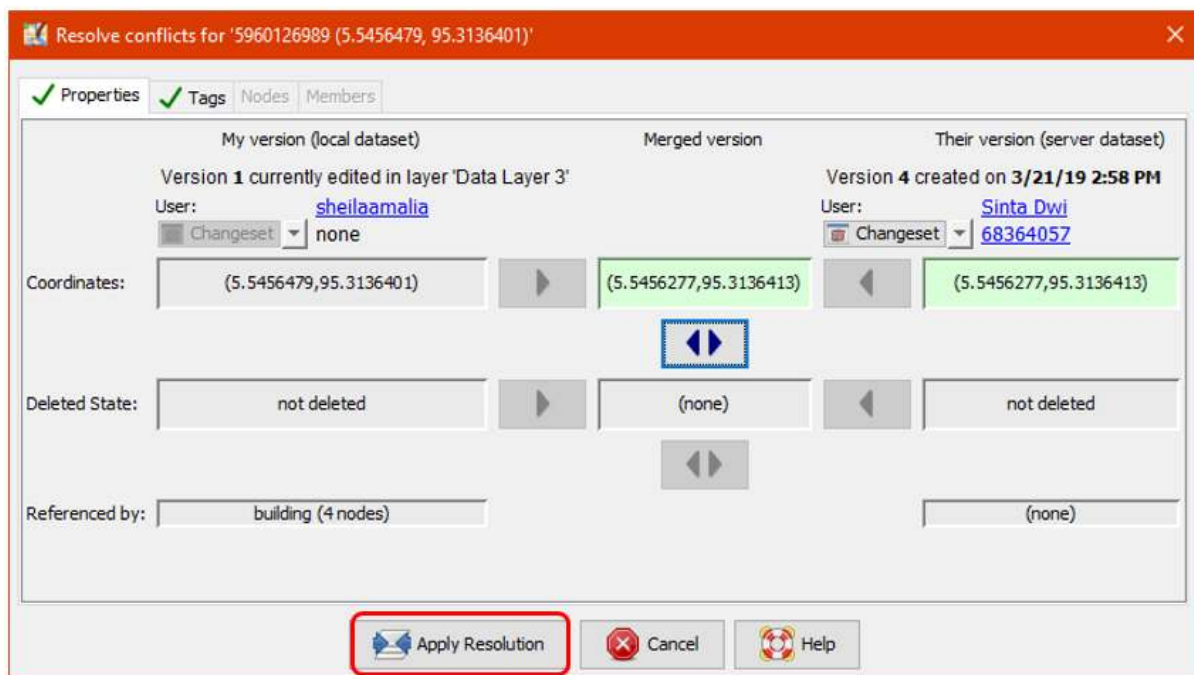 Resolve conflicts for '5960126989 (5.5456479, 95.3136401)'
Properties Tags Nodes Members
My version (local dataset) Merged version Their version (server dataset)
Version 1 currently edited in layer 'Data Layer 3' Version 4 created on 3/21/19 2:58 PM
User: sheilaamalia User: Sinta Dwi
Changeset none Changeset 68364057
Coordinates: (5.5456479,95.3136401) (5.5456277,95.3136413) (5.5456277,95.3136413)
Deleted State: not deleted (none) not deleted
Referenced by: building (4 nodes) (none)
Apply Resolution Cancel Help